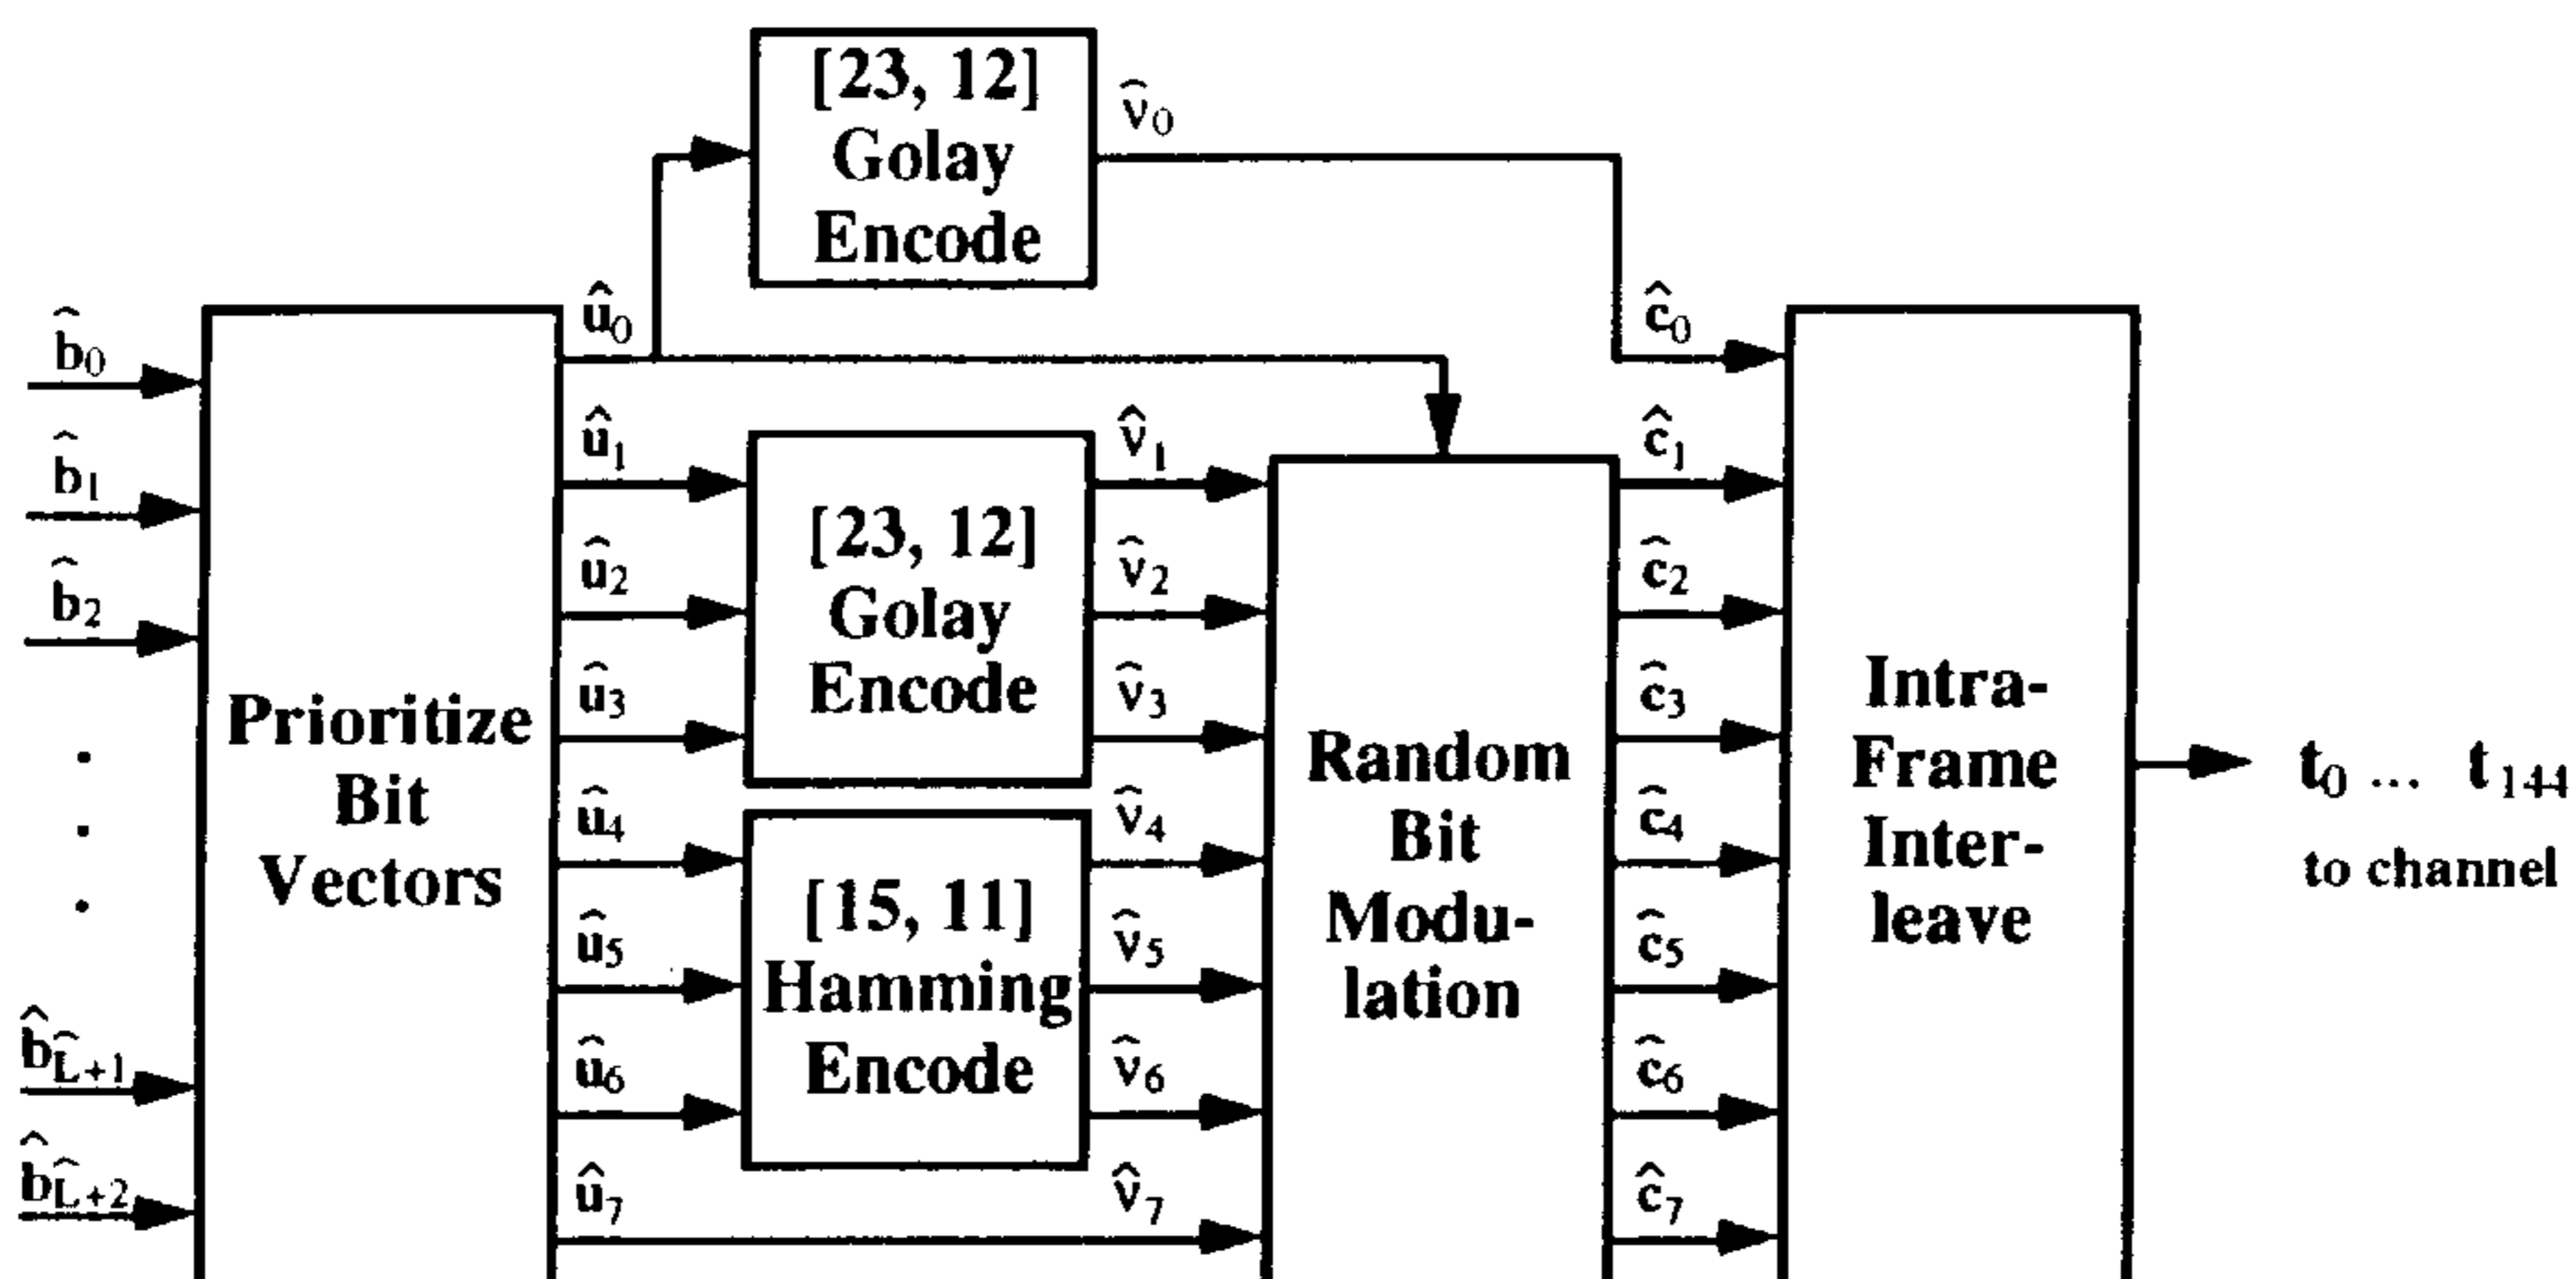 [23, 12]
Golay
Encode
v̂₀
b̂₀
b̂₁
b̂₂
.
.
.
b̂_L̂+1
b̂_L̂+2
Prioritize
Bit
Vectors
û₀
û₁
û₂
û₃
û₄
û₅
û₆
û₇
[23, 12]
Golay
Encode
[15, 11]
Hamming
Encode
v̂₁
v̂₂
v̂₃
v̂₄
v̂₅
v̂₆
v̂₇
Random
Bit
Modu-
lation
ĉ₀
ĉ₁
ĉ₂
ĉ₃
ĉ₄
ĉ₅
ĉ₆
ĉ₇
Intra-
Frame
Inter-
leave
t₀ ... t₁₄₄
to channel